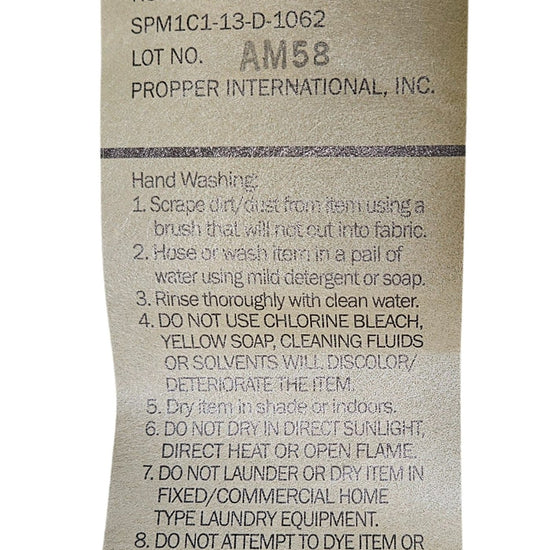 SPM1C1-13-D-1062
LOT NO. AM58
PROPPER INTERNATIONAL, INC.
Hand Washing:
1. Scrape dirt/dust from item using a
brush that will not cut into fabric.
2. Hose or wash item in a pail of
water using mild detergent or soap.
3. Rinse thoroughly with clean water.
4. DO NOT USE CHLORINE BLEACH,
YELLOW SOAP, CLEANING FLUIDS
OR SOLVENTS WILL DISCOLOR/
DETERIORATE THE ITEM.
5. Dry item in shade or indoors.
6. DO NOT DRY IN DIRECT SUNLIGHT,
DIRECT HEAT OR OPEN FLAME.
7. DO NOT LAUNDER OR DRY ITEM IN
FIXED/COMMERCIAL HOME
TYPE LAUNDRY EQUIPMENT.
8. DO NOT ATTEMPT TO DYE ITEM OR